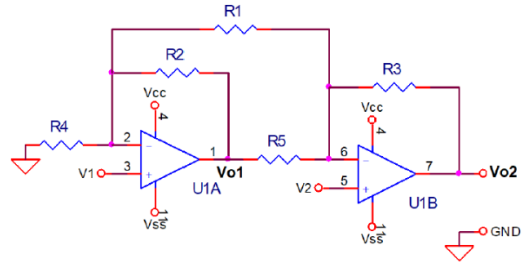 R1
R2
R3
Vcc
4
Vcc
4
R4
2
1
R5
6
7
Vo2
V1
3
U1A
Vo1
V2
5
U1B
Vss
11
Vss
11
GND